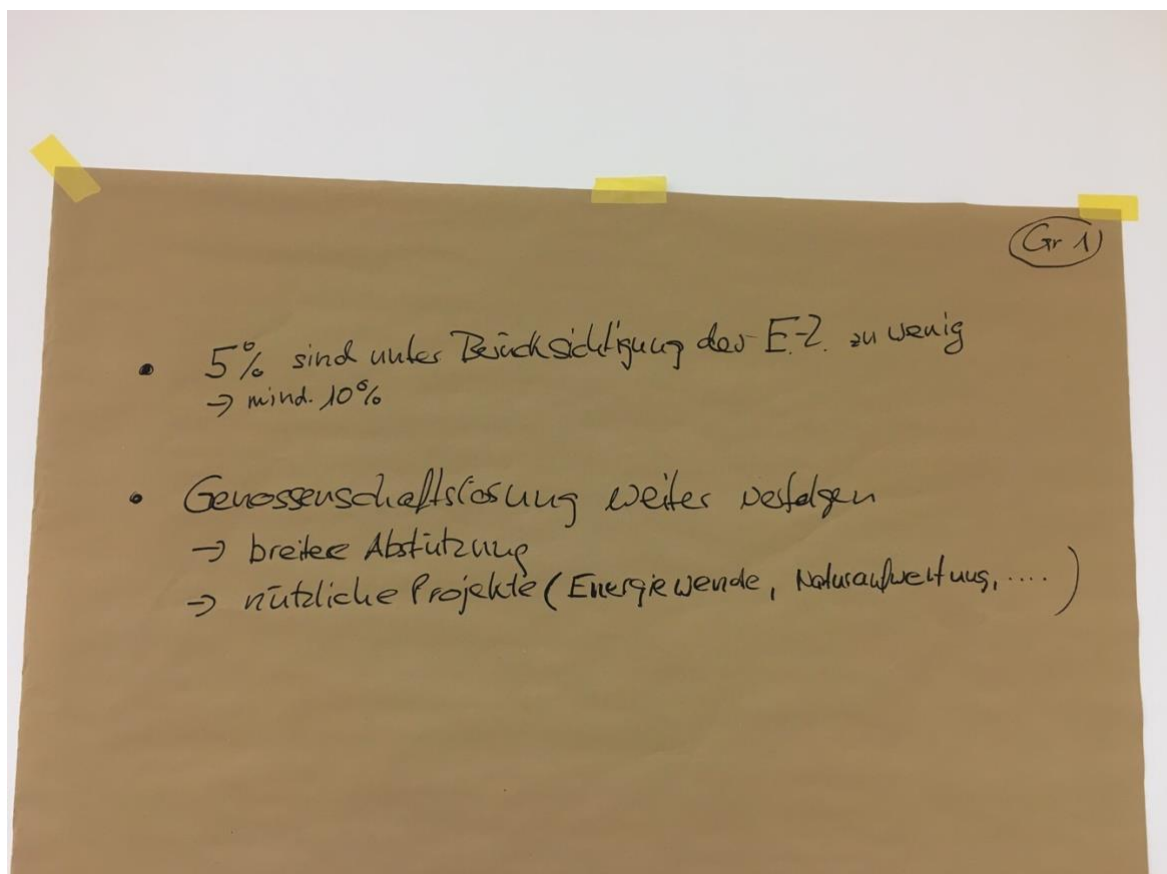 Gr 1
• 5% sind unter Berücksichtigung der E.-Z. zu wenig
→ mind. 10%
• Genossenschaftslösung weiter verfolgen
→ breitere Abstützung
→ nützliche Projekte (Energiewende, Naturaufwertung, ....)